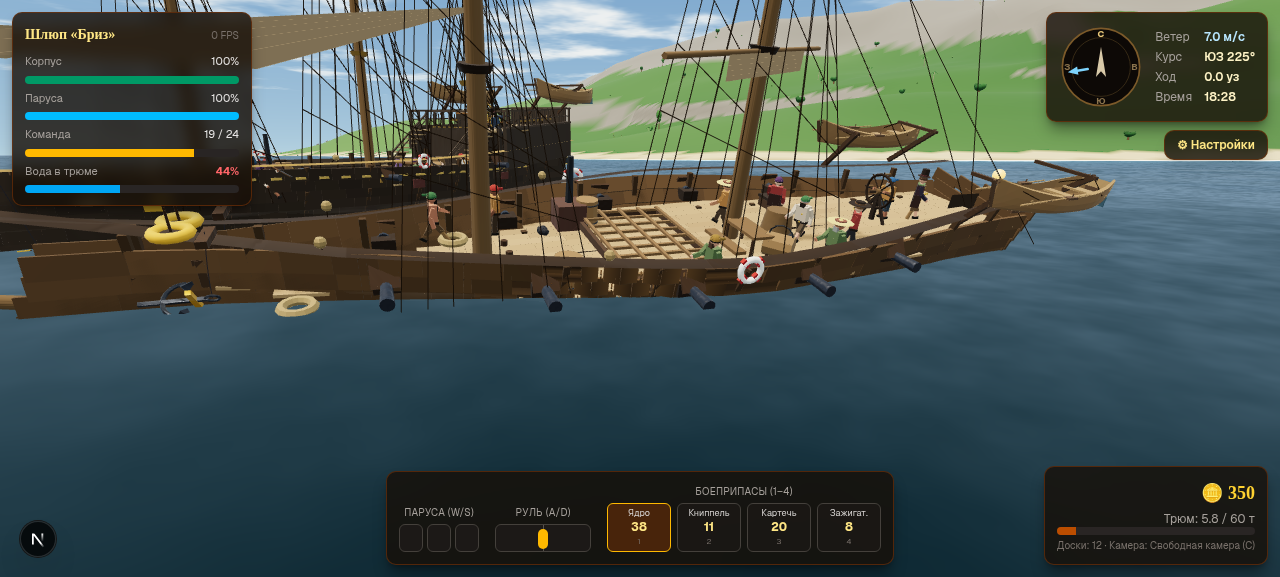 Шлюп «Бриз» 0 FPS
Корпус 100%
Паруса 100%
Команда 19 / 24
Вода в трюме 44%
С
З В
Ю
Ветер 7.0 м/с
Курс ЮЗ 225°
Ход 0.0 уз
Время 18:28
⚙ Настройки
ПАРУСА (W/S)
РУЛЬ (A/D)
БОЕПРИПАСЫ (1–4)
Ядро 38 1
Книппель 11 2
Картечь 20 3
Зажигат. 8 4
N
350
Трюм: 5.8 / 60 т
Доски: 12 · Камера: Свободная камера (C)